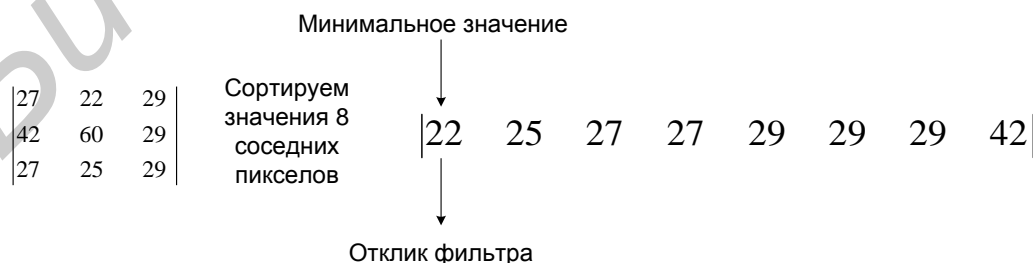 Минимальное значение
27 22 29
42 60 29
27 25 29
Сортируем
значения 8
соседних
пикселов
22 25 27 27 29 29 29 42
Отклик фильтра